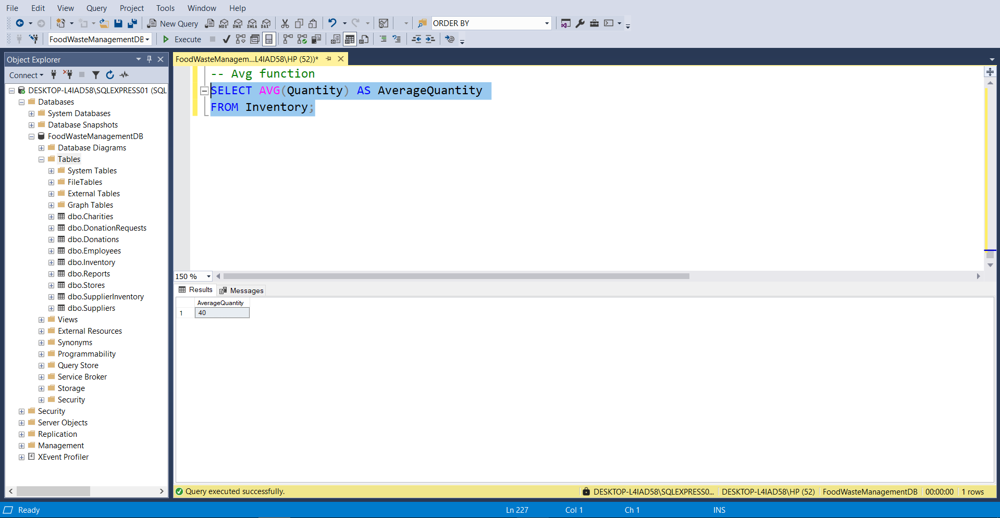 File Edit View Query Project Tools Window Help
New Query MDX DMX XMLA DAX ORDER BY
FoodWasteManagementDB Execute
Object Explorer
Connect
DESKTOP-L4IAD58\SQLEXPRESS01 (SQL
Databases
System Databases
Database Snapshots
FoodWasteManagementDB
Database Diagrams
Tables
System Tables
FileTables
External Tables
Graph Tables
dbo.Charities
dbo.DonationRequests
dbo.Donations
dbo.Employees
dbo.Inventory
dbo.Reports
dbo.Stores
dbo.SupplierInventory
dbo.Suppliers
Views
External Resources
Synonyms
Programmability
Query Store
Service Broker
Storage
Security
Security
Server Objects
Replication
Management
XEvent Profiler
FoodWasteManagem...L4IAD58\HP (52))*
-- Avg function
SELECT AVG(Quantity) AS AverageQuantity
FROM Inventory;
150 %
Results Messages
AverageQuantity
1 40
Query executed successfully. DESKTOP-L4IAD58\SQLEXPRESS0... DESKTOP-L4IAD58\HP (52) FoodWasteManagementDB 00:00:00 1 rows
Ready Ln 227 Col 1 Ch 1 INS